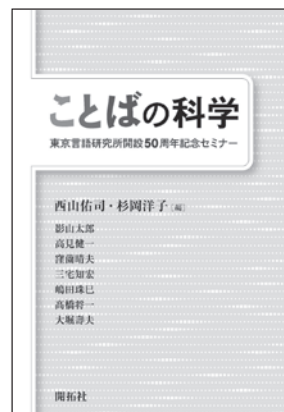 ことばの科学
東京言語研究所開設50周年記念セミナー
西山佑司・杉岡洋子[編]
影山太郎
高見健一
窪薗晴夫
三宅知宏
嶋田珠巳
高橋将一
大堀壽夫
開拓社